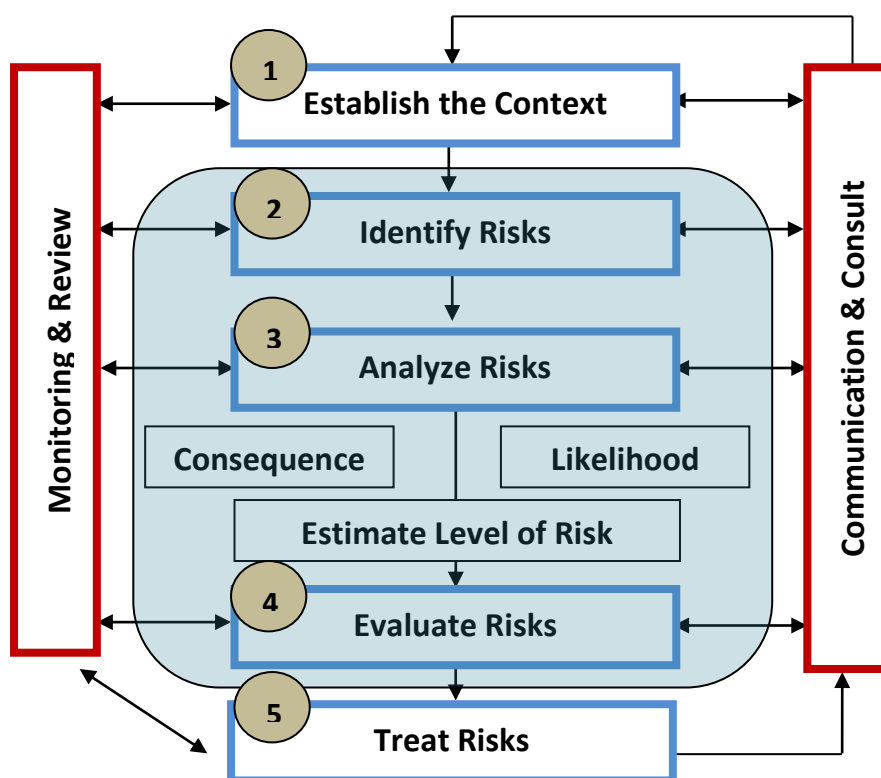 1
Establish the Context
2
Identify Risks
3
Analyze Risks
Consequence
Likelihood
Estimate Level of Risk
4
Evaluate Risks
5
Treat Risks
Monitoring & Review
Communication & Consult